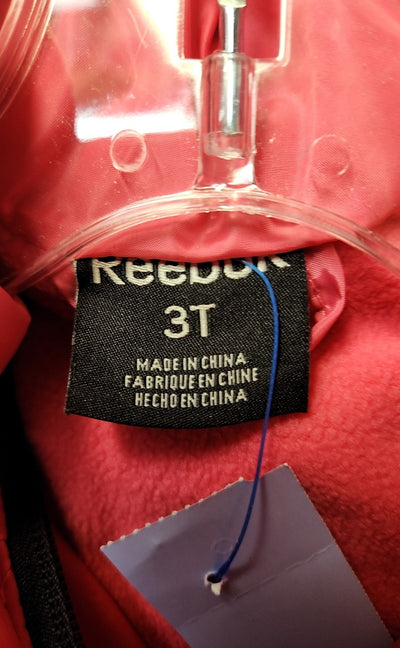 Reebok
3T
MADE IN CHINA
FABRIQUE EN CHINE
HECHO EN CHINA